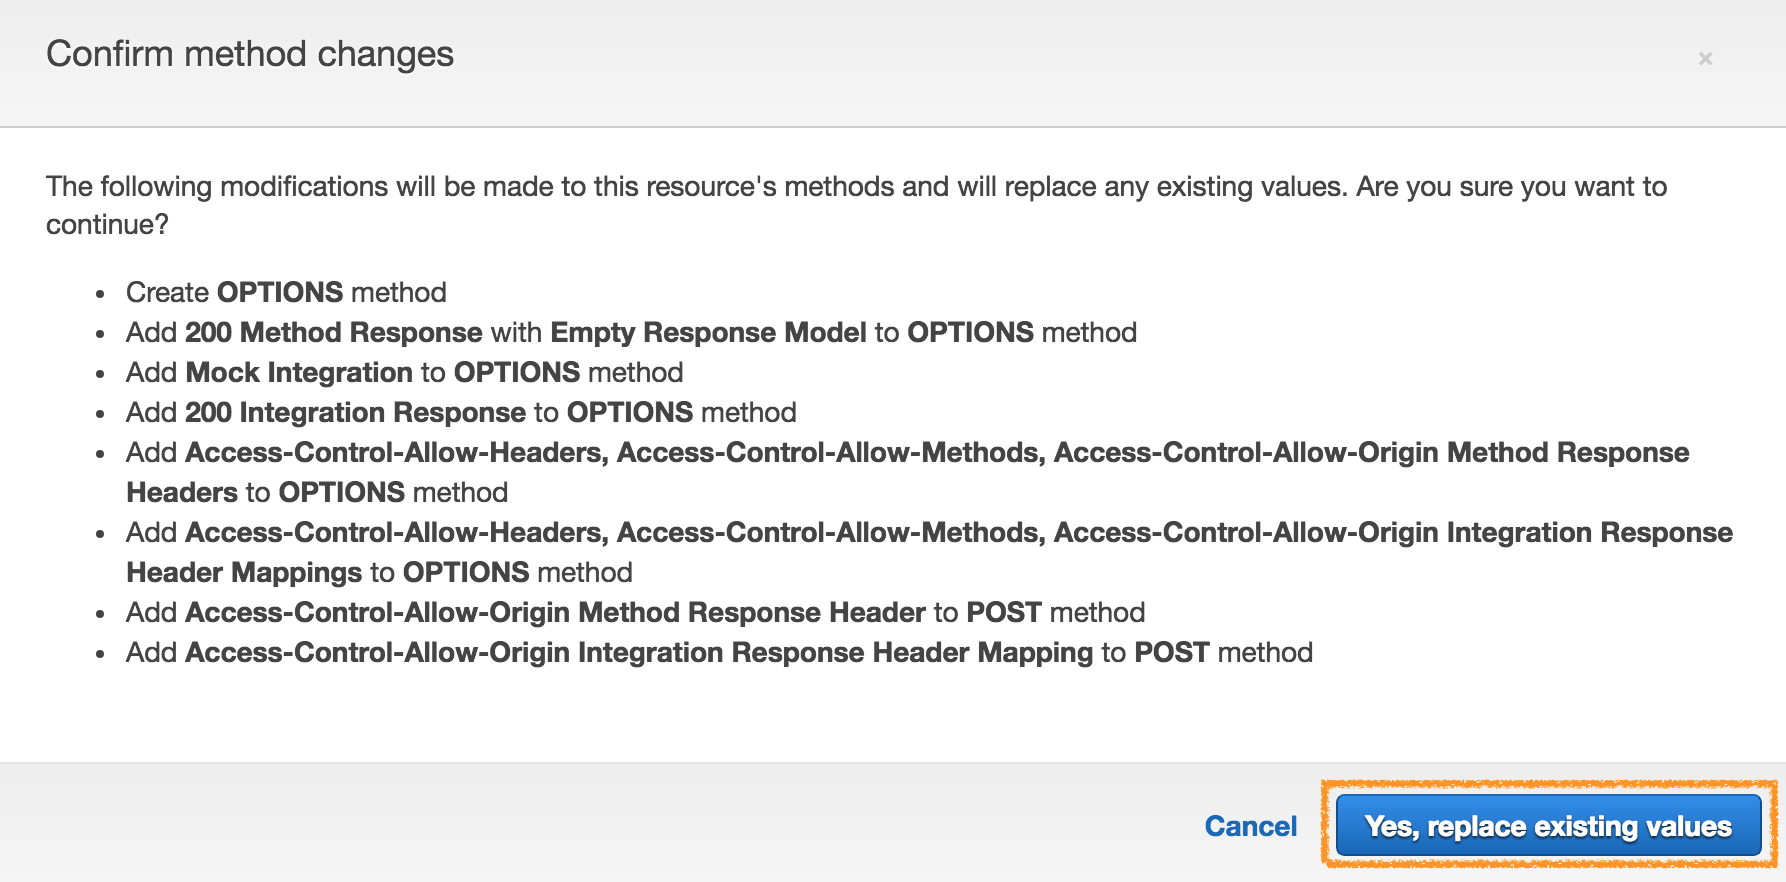 Confirm method changes
×
The following modifications will be made to this resource's methods and will replace any existing values. Are you sure you want to
continue?
• Create OPTIONS method
• Add 200 Method Response with Empty Response Model to OPTIONS method
• Add Mock Integration to OPTIONS method
• Add 200 Integration Response to OPTIONS method
• Add Access-Control-Allow-Headers, Access-Control-Allow-Methods, Access-Control-Allow-Origin Method Response
Headers to OPTIONS method
• Add Access-Control-Allow-Headers, Access-Control-Allow-Methods, Access-Control-Allow-Origin Integration Response
Header Mappings to OPTIONS method
• Add Access-Control-Allow-Origin Method Response Header to POST method
• Add Access-Control-Allow-Origin Integration Response Header Mapping to POST method
Cancel
Yes, replace existing values